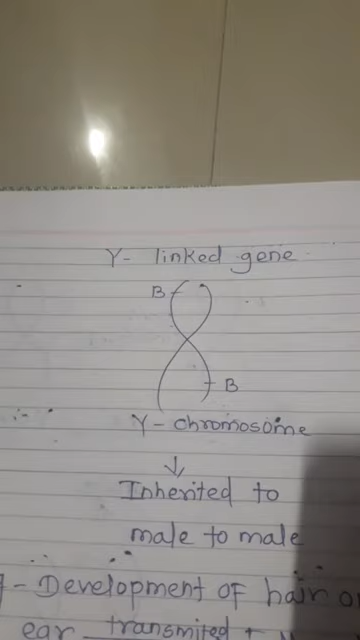 Y- linked gene
B
B
Y- chromosome
↓
Inherited to
male to male
- Development of hair
ear transmited